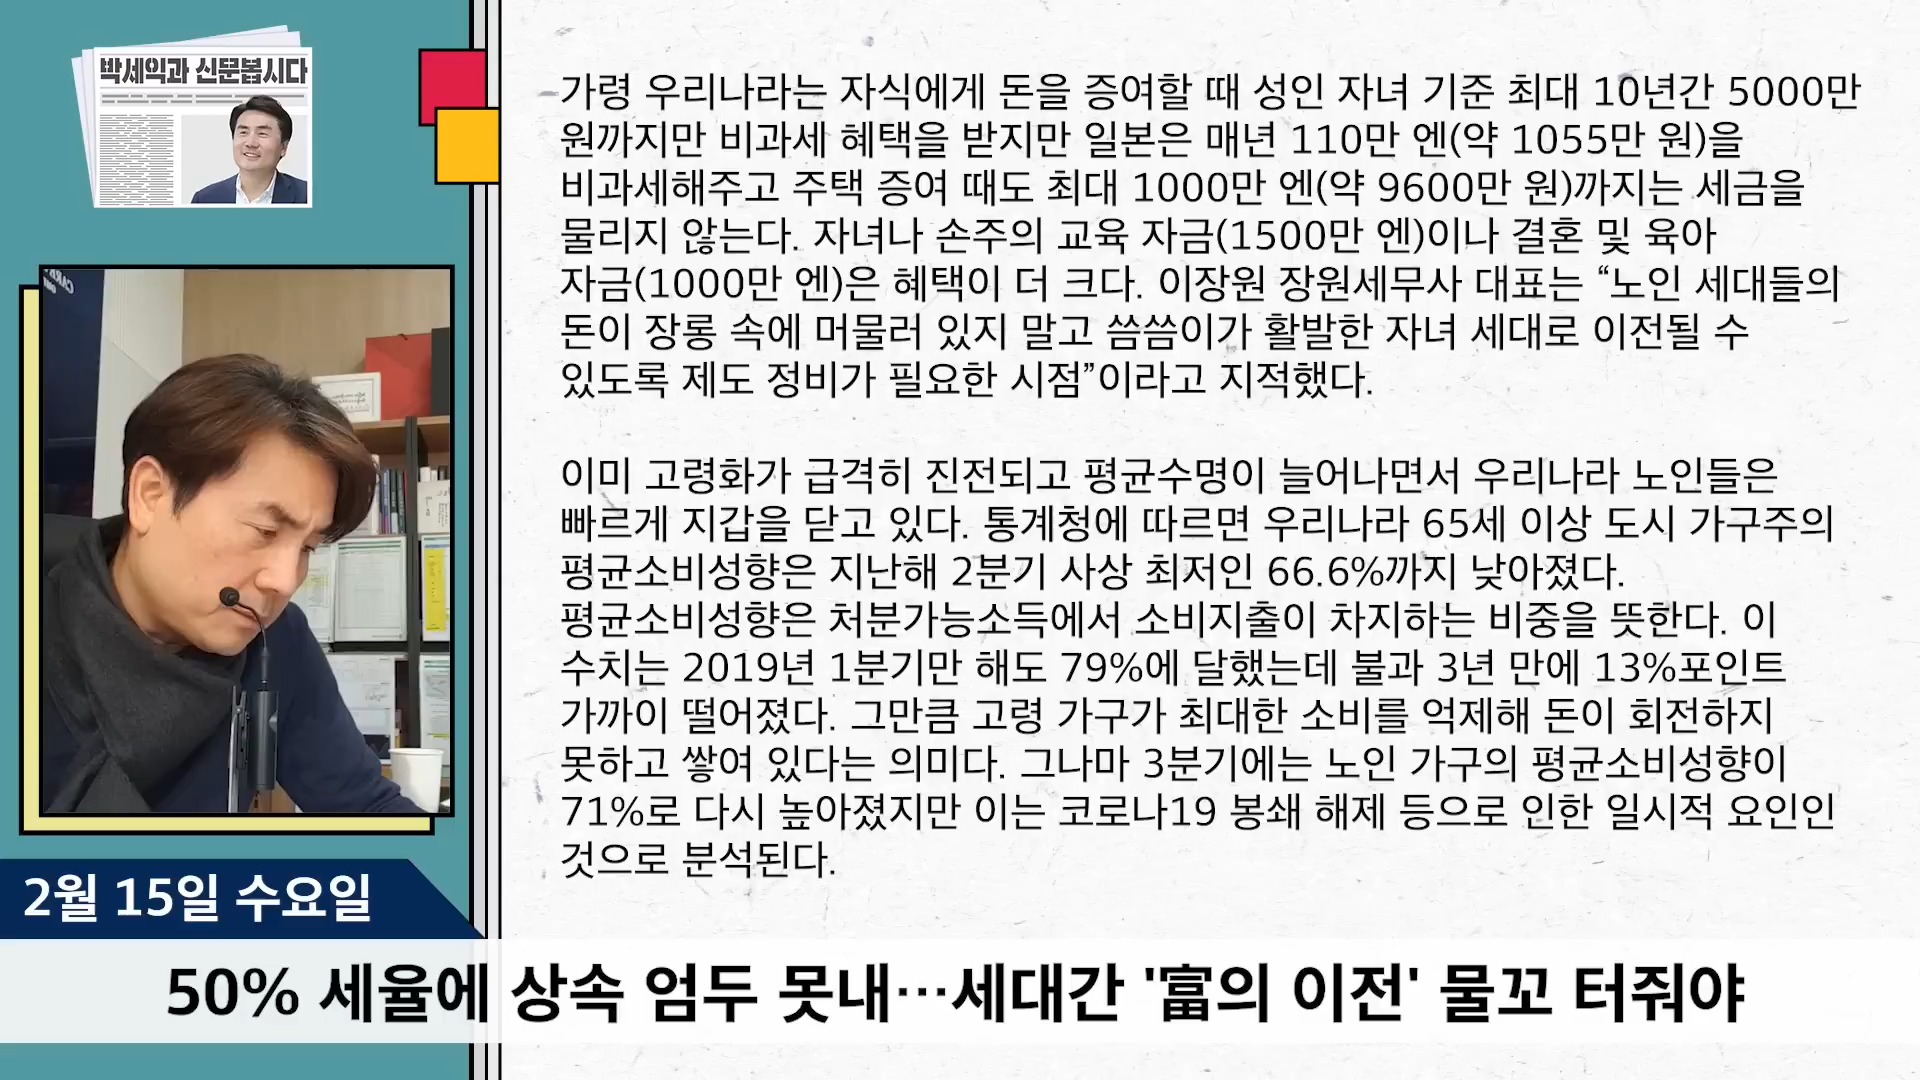 박세익과 신문봅시다
가령 우리나라는 자식에게 돈을 증여할 때 성인 자녀 기준 최대 10년간 5000만
원까지만 비과세 혜택을 받지만 일본은 매년 110만 엔(약 1055만 원)을
비과세해주고 주택 증여 때도 최대 1000만 엔(약 9600만 원)까지는 세금을
물리지 않는다. 자녀나 손주의 교육 자금(1500만 엔)이나 결혼 및 육아
자금(1000만 엔)은 혜택이 더 크다. 이장원 장원세무사 대표는 “노인 세대들의
돈이 장롱 속에 머물러 있지 말고 씀씀이가 활발한 자녀 세대로 이전될 수
있도록 제도 정비가 필요한 시점”이라고 지적했다.
이미 고령화가 급격히 진전되고 평균수명이 늘어나면서 우리나라 노인들은
빠르게 지갑을 닫고 있다. 통계청에 따르면 우리나라 65세 이상 도시 가구주의
평균소비성향은 지난해 2분기 사상 최저인 66.6%까지 낮아졌다.
평균소비성향은 처분가능소득에서 소비지출이 차지하는 비중을 뜻한다. 이
수치는 2019년 1분기만 해도 79%에 달했는데 불과 3년 만에 13%포인트
가까이 떨어졌다. 그만큼 고령 가구가 최대한 소비를 억제해 돈이 회전하지
못하고 쌓여 있다는 의미다. 그나마 3분기에는 노인 가구의 평균소비성향이
71%로 다시 높아졌지만 이는 코로나19 봉쇄 해제 등으로 인한 일시적 요인인
것으로 분석된다.
2월 15일 수요일
50% 세율에 상속 엄두 못내…세대간 '富의 이전' 물꼬 터줘야